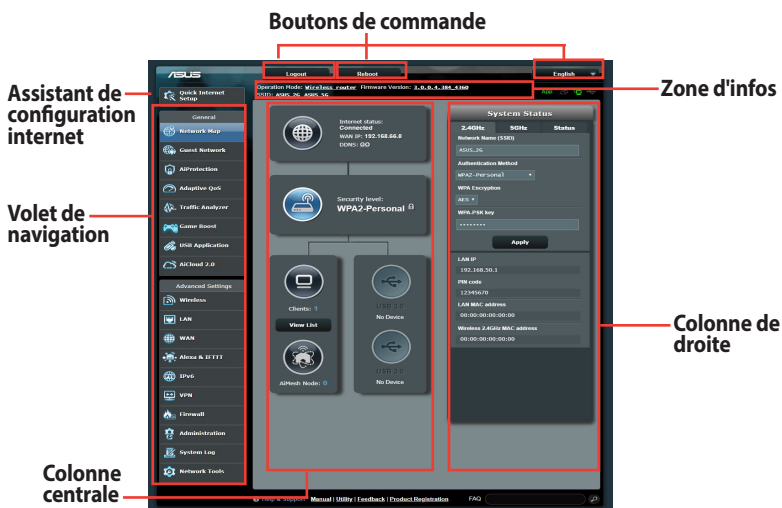 Boutons de commande
Assistant de
configuration
internet
Volet de
navigation
Colonne
centrale
Zone d'infos
Colonne de
droite
ASUS
Logout
Reboot
English
Quick Internet
Setup
Operation Mode: Wireless router Firmware Version: 3.0.0.4.384_4360
SSID: ASUS_2G ASUS_5G
App
General
Network Map
Guest Network
AiProtection
Adaptive QoS
Traffic Analyzer
Game Boost
USB Application
AiCloud 2.0
Advanced Settings
Wireless
LAN
WAN
Alexa & IFTTT
IPv6
VPN
Firewall
Administration
System Log
Network Tools
Internet status:
Connected
WAN IP: 192.168.66.8
DDNS: GO
Security level:
WPA2-Personal
Clients: 1
View List
AiMesh Node: 0
USB 3.0
No Device
No Device
System Status
2.4GHz 5GHz Status
Network Name (SSID)
ASUS_2G
Authentication Method
WPA2-Personal
WPA Encryption
AES
WPA-PSK key
Apply
LAN IP
192.168.50.1
PIN code
12345670
LAN MAC address
00:00:00:00:00:00
Wireless 2.4GHz MAC address
00:00:00:00:00:00
Help & Support Manual | Utility | Feedback | Product Registration FAQ